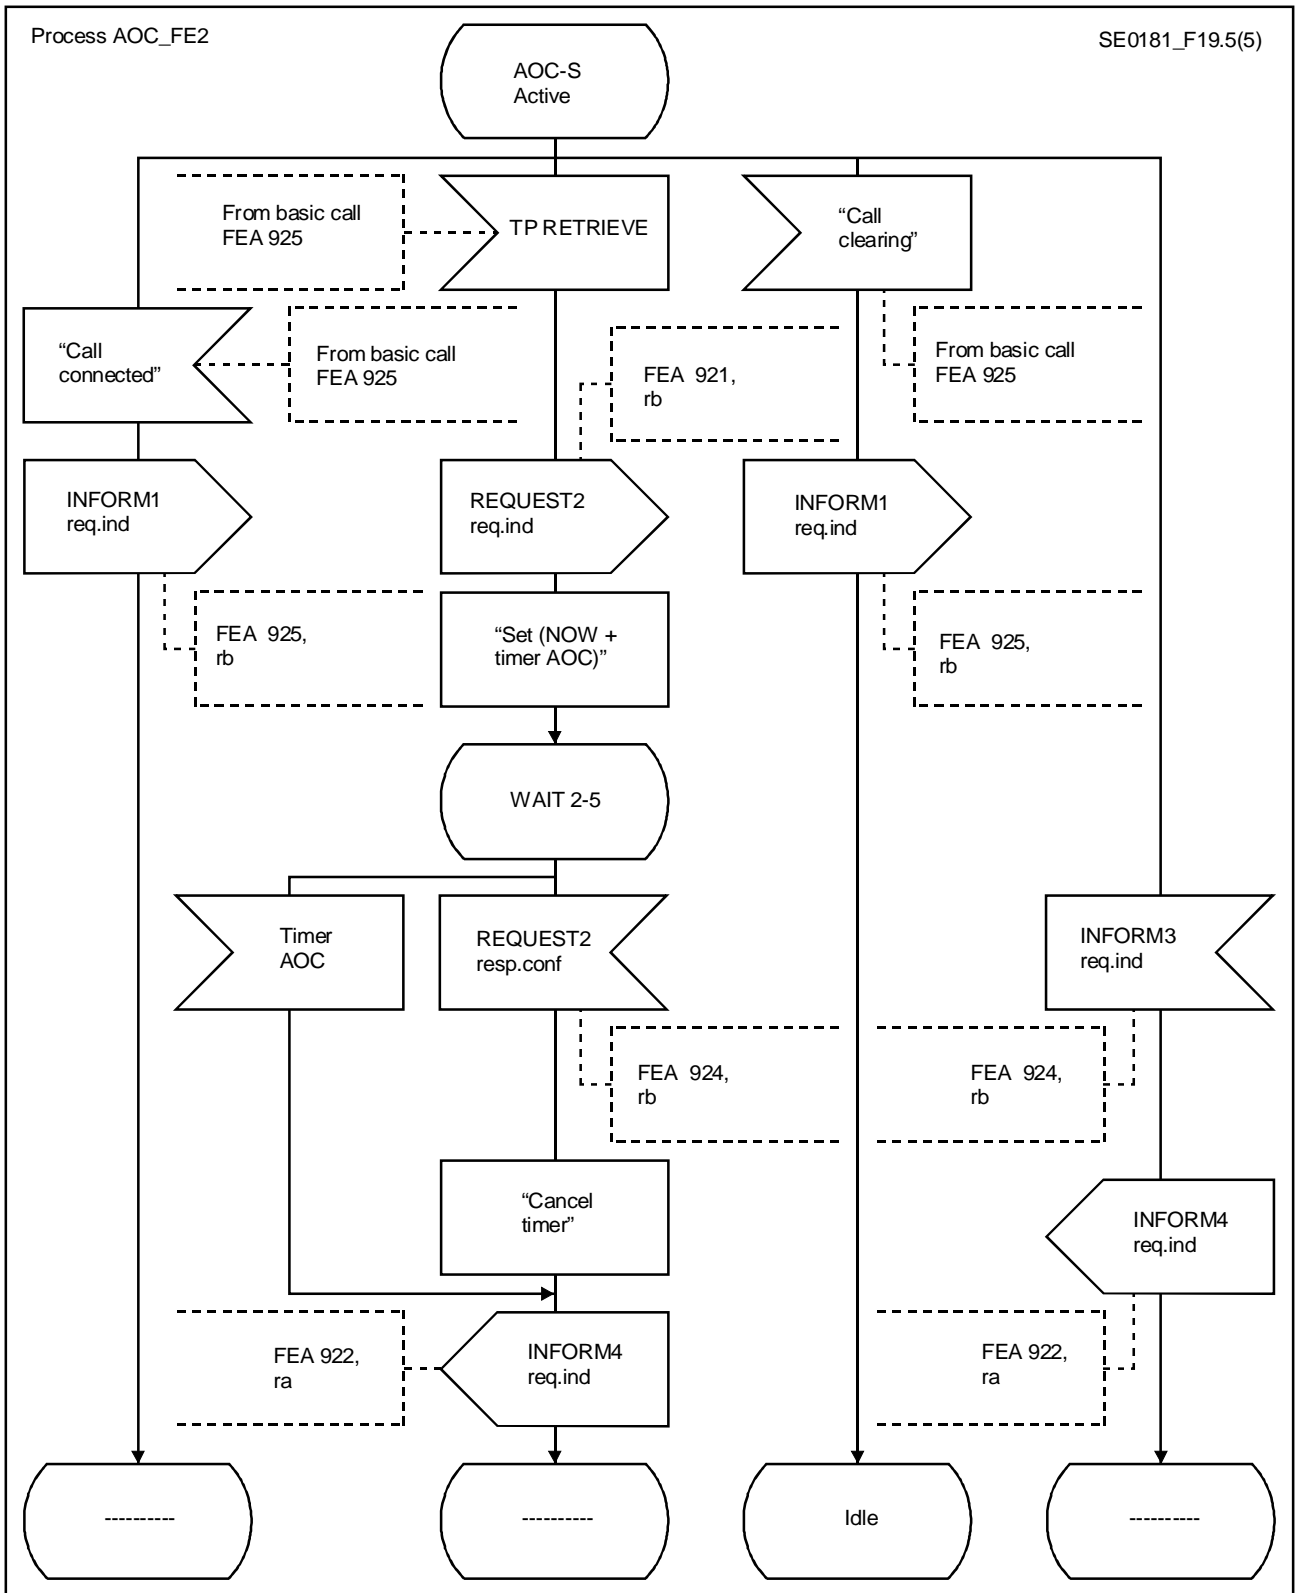 Process AOC_FE2
SE0181_F19.5(5)
AOC-S
Active
From basic call
FEA 925
TP RETRIEVE
“Call
clearing”
“Call
connected”
From basic call
FEA 925
FEA 921,
rb
From basic call
FEA 925
INFORM1
req.ind
REQUEST2
req.ind
INFORM1
req.ind
FEA 925,
rb
“Set (NOW +
timer AOC)”
FEA 925,
rb
WAIT 2-5
Timer
AOC
REQUEST2
resp.conf
INFORM3
req.ind
FEA 924,
rb
FEA 924,
rb
“Cancel
timer”
INFORM4
req.ind
FEA 922,
ra
INFORM4
req.ind
FEA 922,
ra
----------
----------
Idle
----------